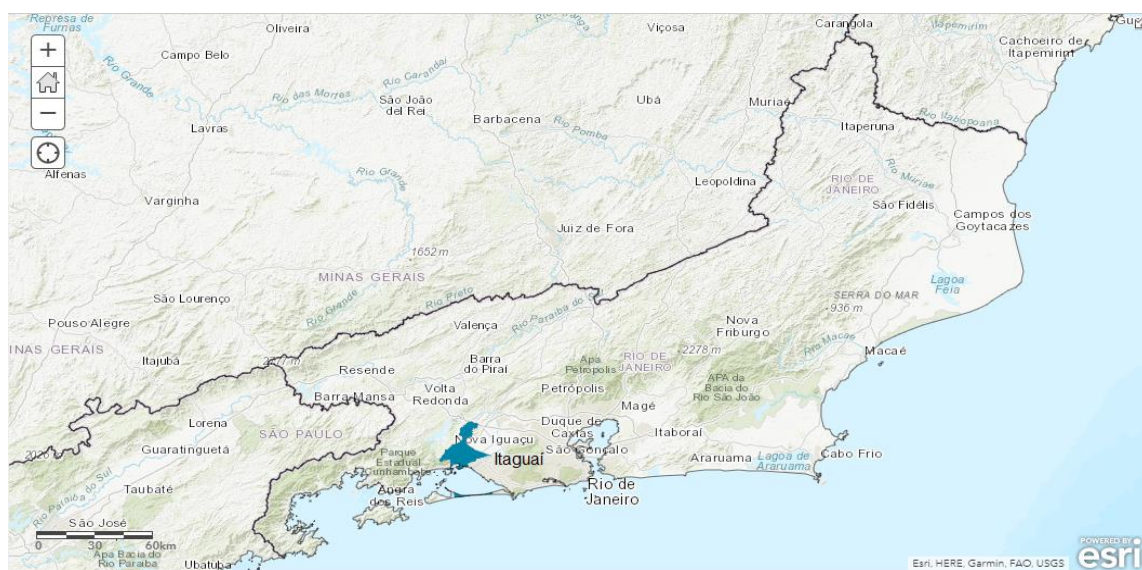 Represa de
Furnas
Oliveira
Viçosa
Carangola
Itapemirim
Campo Belo
Cachoeiro de
Itapemirim
+
Rio Grande
Rio das Mortes
Rio Carandaí
São João
del Rei
Ubá
Muriaé
Rio Itabapoana
Lavras
Barbacena
Rio Pomba
Itaperuna
−
Alfenas
Rio Grande
Leopoldina
RIO DE
JANEIRO
Rio Muriaé
Varginha
São Fidélis
Campos dos
Goytacazes
Juiz de Fora
1652 m
MINAS GERAIS
Lagoa
Feia
São Lourenço
Rio Grande
Rio Preto
Rio Paraíba do Sul
SERRA DO MAR
936 m
Pouso Alegre
Valença
Nova
Friburgo
Rio Macaé
INAS GERAIS
Itajubá
Resende
Barra
do Piraí
Apa
Petrópolis
RIO DE
JANEIRO
2278 m
Macaé
Barra Mansa
Volta
Redonda
Petrópolis
APA da
Bacia do
Rio São João
Magé
Lorena
SÃO PAULO
Duque de
Caxias
Itaboraí
Guaratinguetá
Nova Iguaçu
São Gonçalo
Itaguaí
Araruama
Lagoa de
Araruama
Cabo Frio
Parque
Estadual
Cunhambebe
Rio Paraíba do Sul
Taubaté
Angra
dos Reis
Rio de
Janeiro
São José
0 30 60km
Apa Bacia do
Rio Paraíba
Ubatuba
POWERED BY
esri
Esri, HERE, Garmin, FAO, USGS